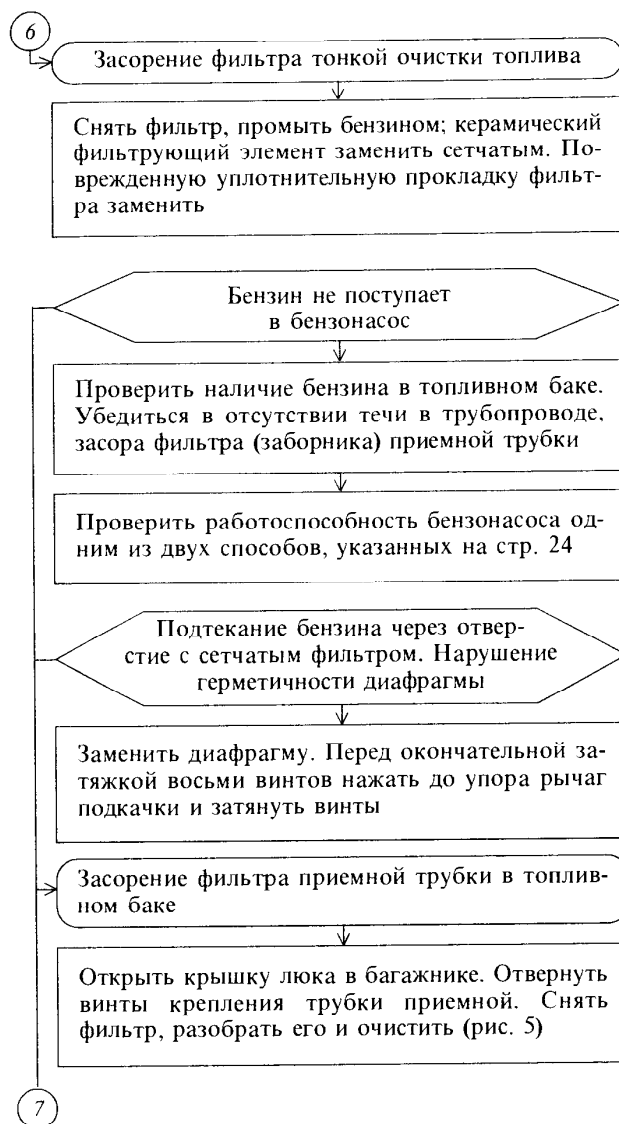 6
Засорение фильтра тонкой очистки топлива
Снять фильтр, промыть бензином; керамический
фильтрующий элемент заменить сетчатым. По-
врежденную уплотнительную прокладку фильт-
ра заменить
Бензин не поступает
в бензонасос
Проверить наличие бензина в топливном баке.
Убедиться в отсутствии течи в трубопроводе,
засора фильтра (заборника) приемной трубки
Проверить работоспособность бензонасоса од-
ним из двух способов, указанных на стр. 24
Подтекание бензина через отвер-
стие с сетчатым фильтром. Нарушение
герметичности диафрагмы
Заменить диафрагму. Перед окончательной за-
тяжкой восьми винтов нажать до упора рычаг
подкачки и затянуть винты
Засорение фильтра приемной трубки в топлив-
ном баке
Открыть крышку люка в багажнике. Отвернуть
винты крепления трубки приемной. Снять
фильтр, разобрать его и очистить (рис. 5)
7